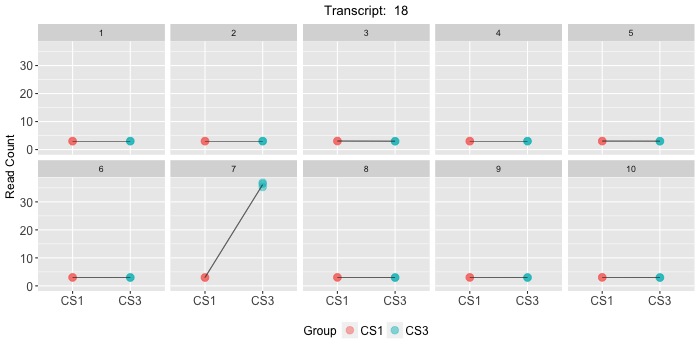 Transcript: 18
1 2 3 4 5
30
20
10
0
Read Count
6 7 8 9 10
30
20
10
0
CS1 CS3 CS1 CS3 CS1 CS3 CS1 CS3 CS1 CS3
Group CS1 CS3